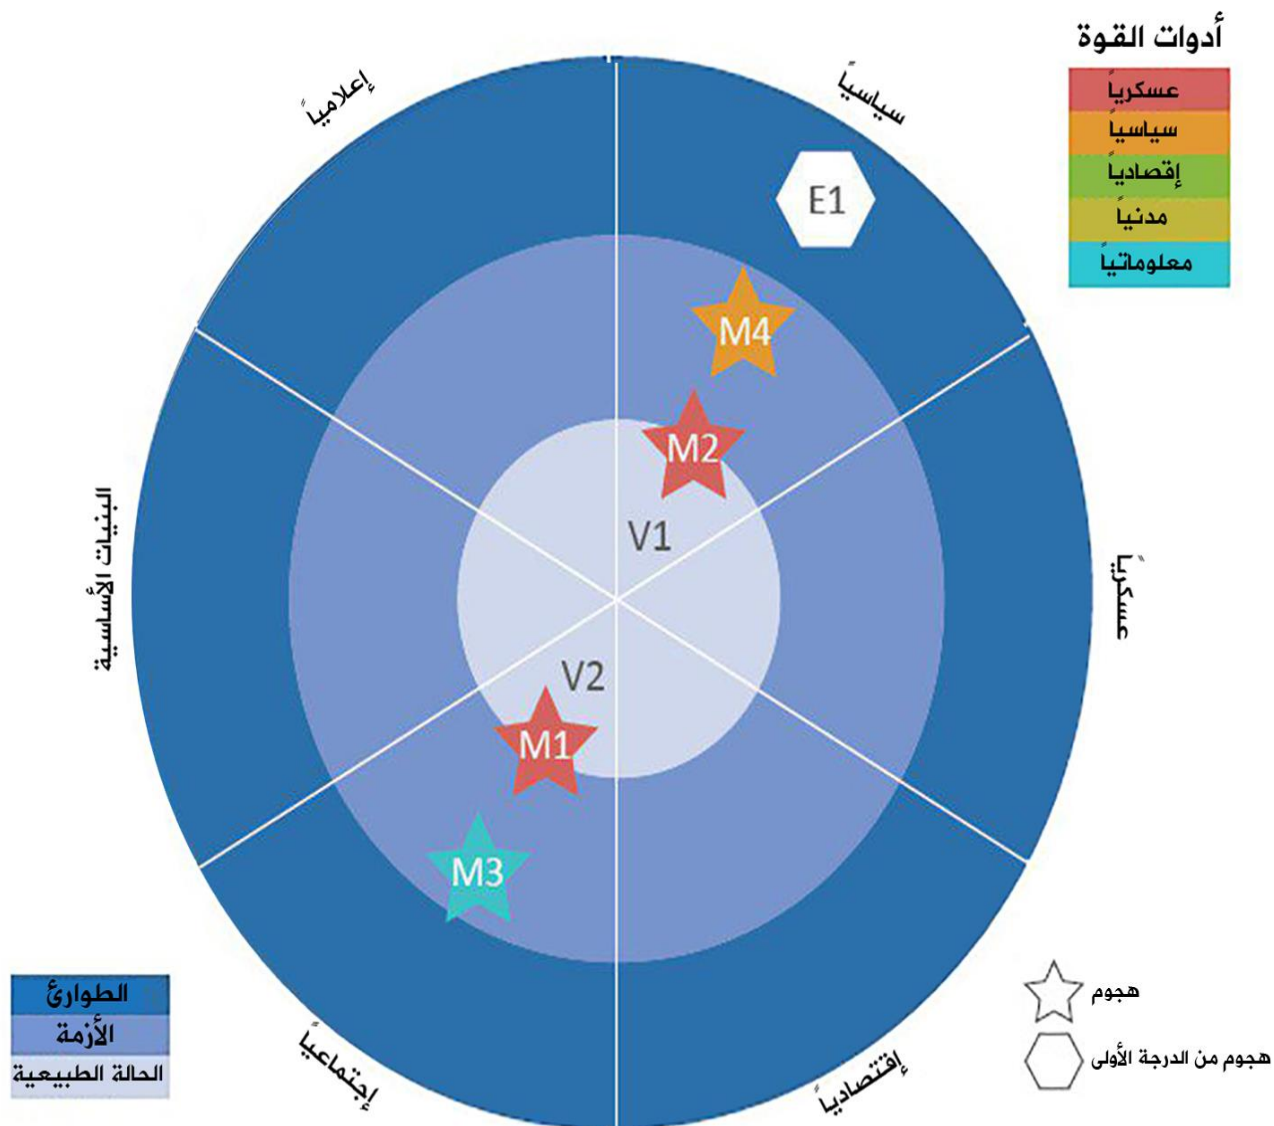 أدوات القوة
عسكرياً
سياسياً
إقصادياً
مدنياً
معلوماتياً
سياسياً
إعلامياً
E1
M4
M2
V1
البنيات الأساسية
عسكرياً
V2
M1
M3
إجتماعياً
إقتصادياً
الطوارئ
الأزمة
الحالة الطبيعية
هجوم
هجوم من الدرجة الأولى